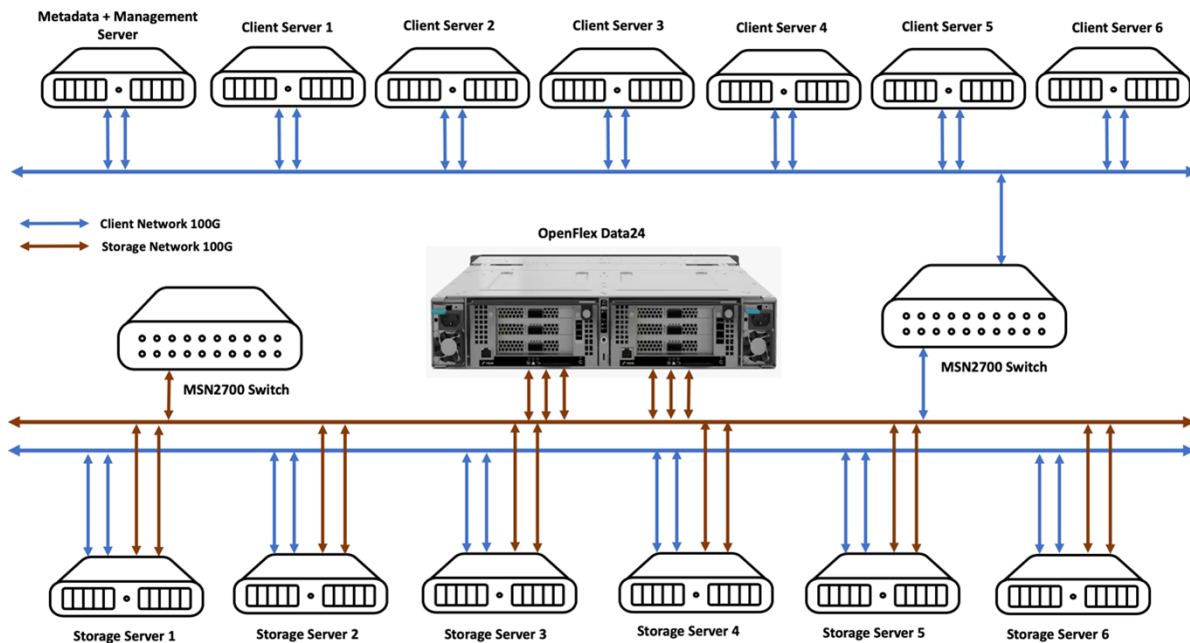 Metadata + Management
Server
Client Server 1
Client Server 2
Client Server 3
Client Server 4
Client Server 5
Client Server 6
Client Network 100G
Storage Network 100G
OpenFlex Data24
MSN2700 Switch
MSN2700 Switch
Storage Server 1
Storage Server 2
Storage Server 3
Storage Server 4
Storage Server 5
Storage Server 6